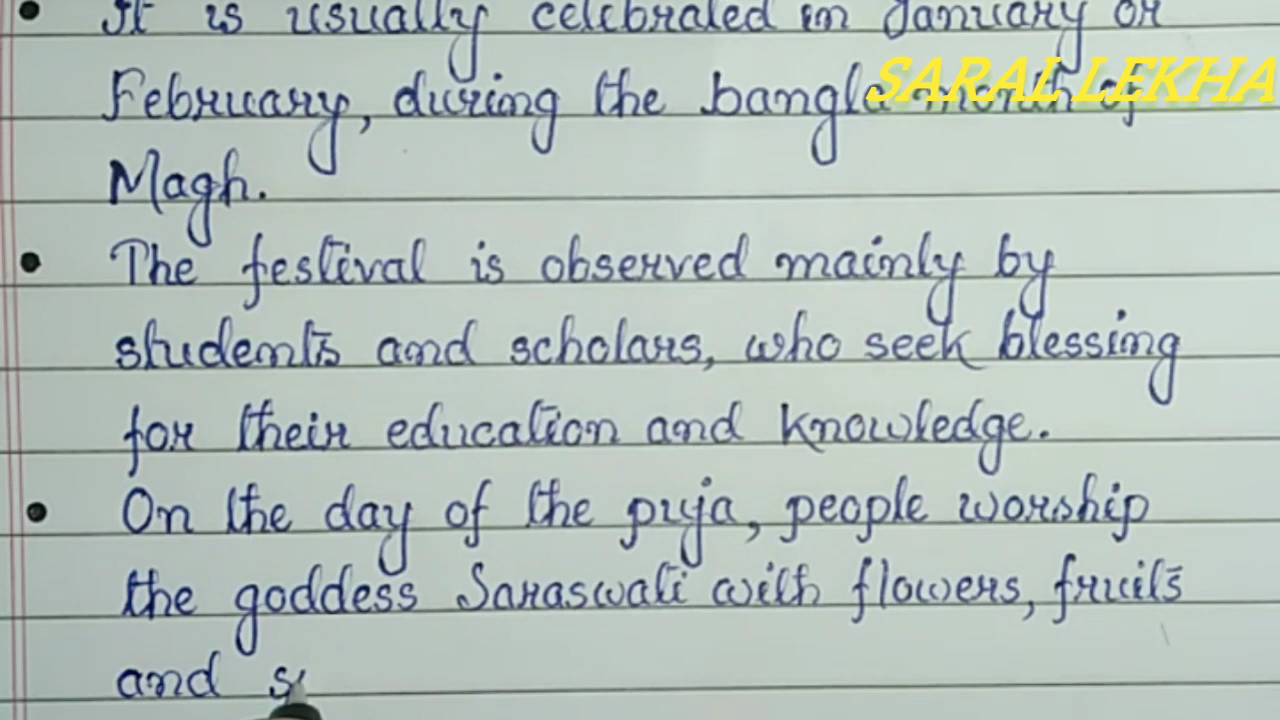 It is usually celebrated in January or
SARAL LEKHA
February, during the bangla month of
Magh.
The festival is observed mainly by
students and scholars, who seek blessing
for their education and knowledge.
On the day of the puja, people worship
the goddess Saraswati with flowers, fruits
and s